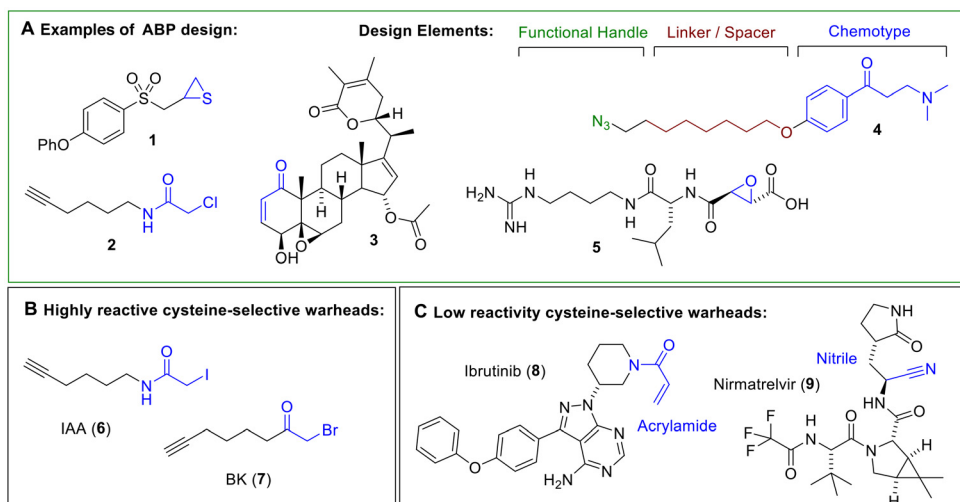 A Examples of ABP design:
Design Elements:
Functional Handle
Linker / Spacer
Chemotype
O O
S
S
PhO
1
O
N
H
Cl
2
O
O
H
O
H
H
H
OH
O
H
O
O
3
N3
O
O
N
4
H2N
H
N
NH
N
H
O
H
N
O
O
O
OH
5
B Highly reactive cysteine-selective warheads:
O
N
H
I
IAA (6)
O
Br
BK (7)
C Low reactivity cysteine-selective warheads:
Ibrutinib (8)
N
O
Acrylamide
N N
N
N
H2N
O
NH
O
Nitrile
N
Nirmatrelvir (9)
HN
O
F
F
F
H
N
O
O
N
H
H